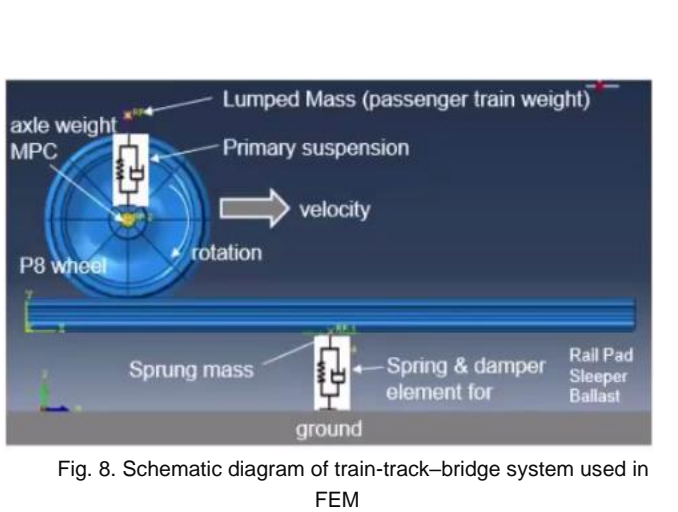 Lumped Mass (passenger train weight)
axle weight
MPC
Primary suspension
velocity
rotation
P8 wheel
Sprung mass
Spring & damper
element for
Rail Pad
Sleeper
Ballast
ground
Fig. 8. Schematic diagram of train-track–bridge system used in
FEM